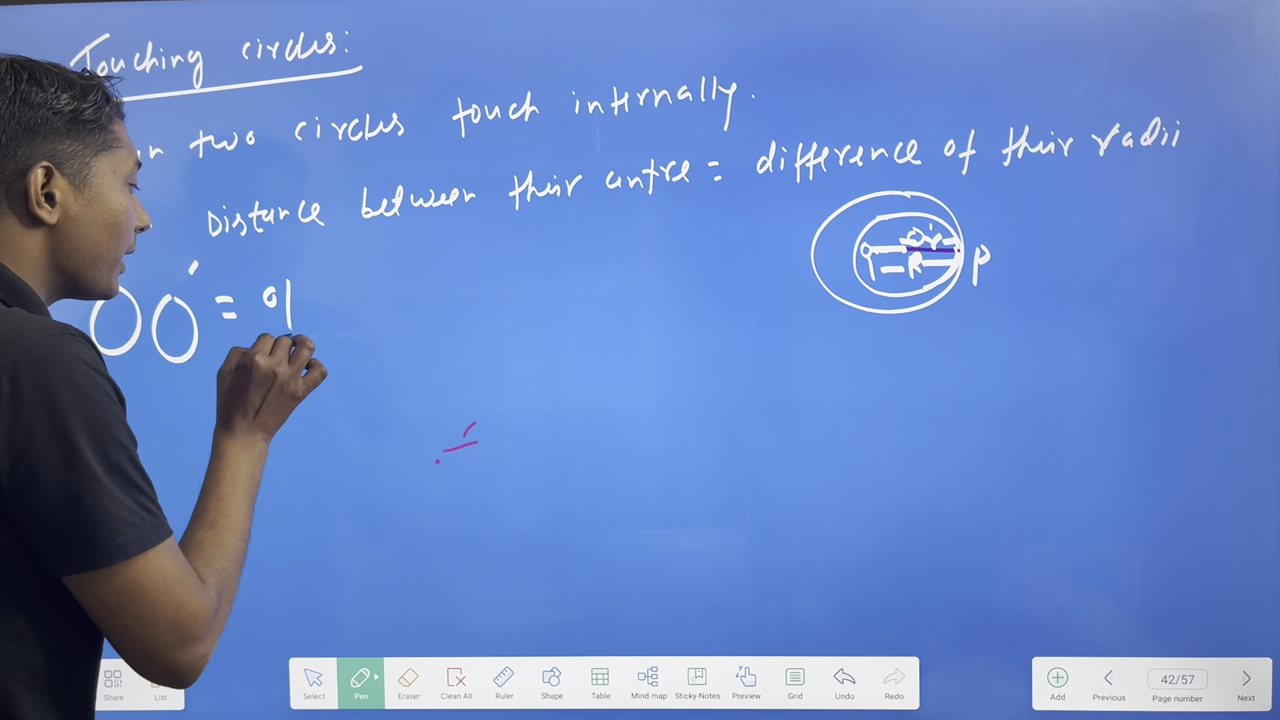 Touching circles:
two circles touch internally.
Distance between their centre = difference of their radii
O' r
R P
OO' = 
Share List
Select Pen Eraser Clean All Ruler Shape Table Mind map Sticky-Notes Preview Grid Undo Redo
Add Previous 42/57 Page number Next